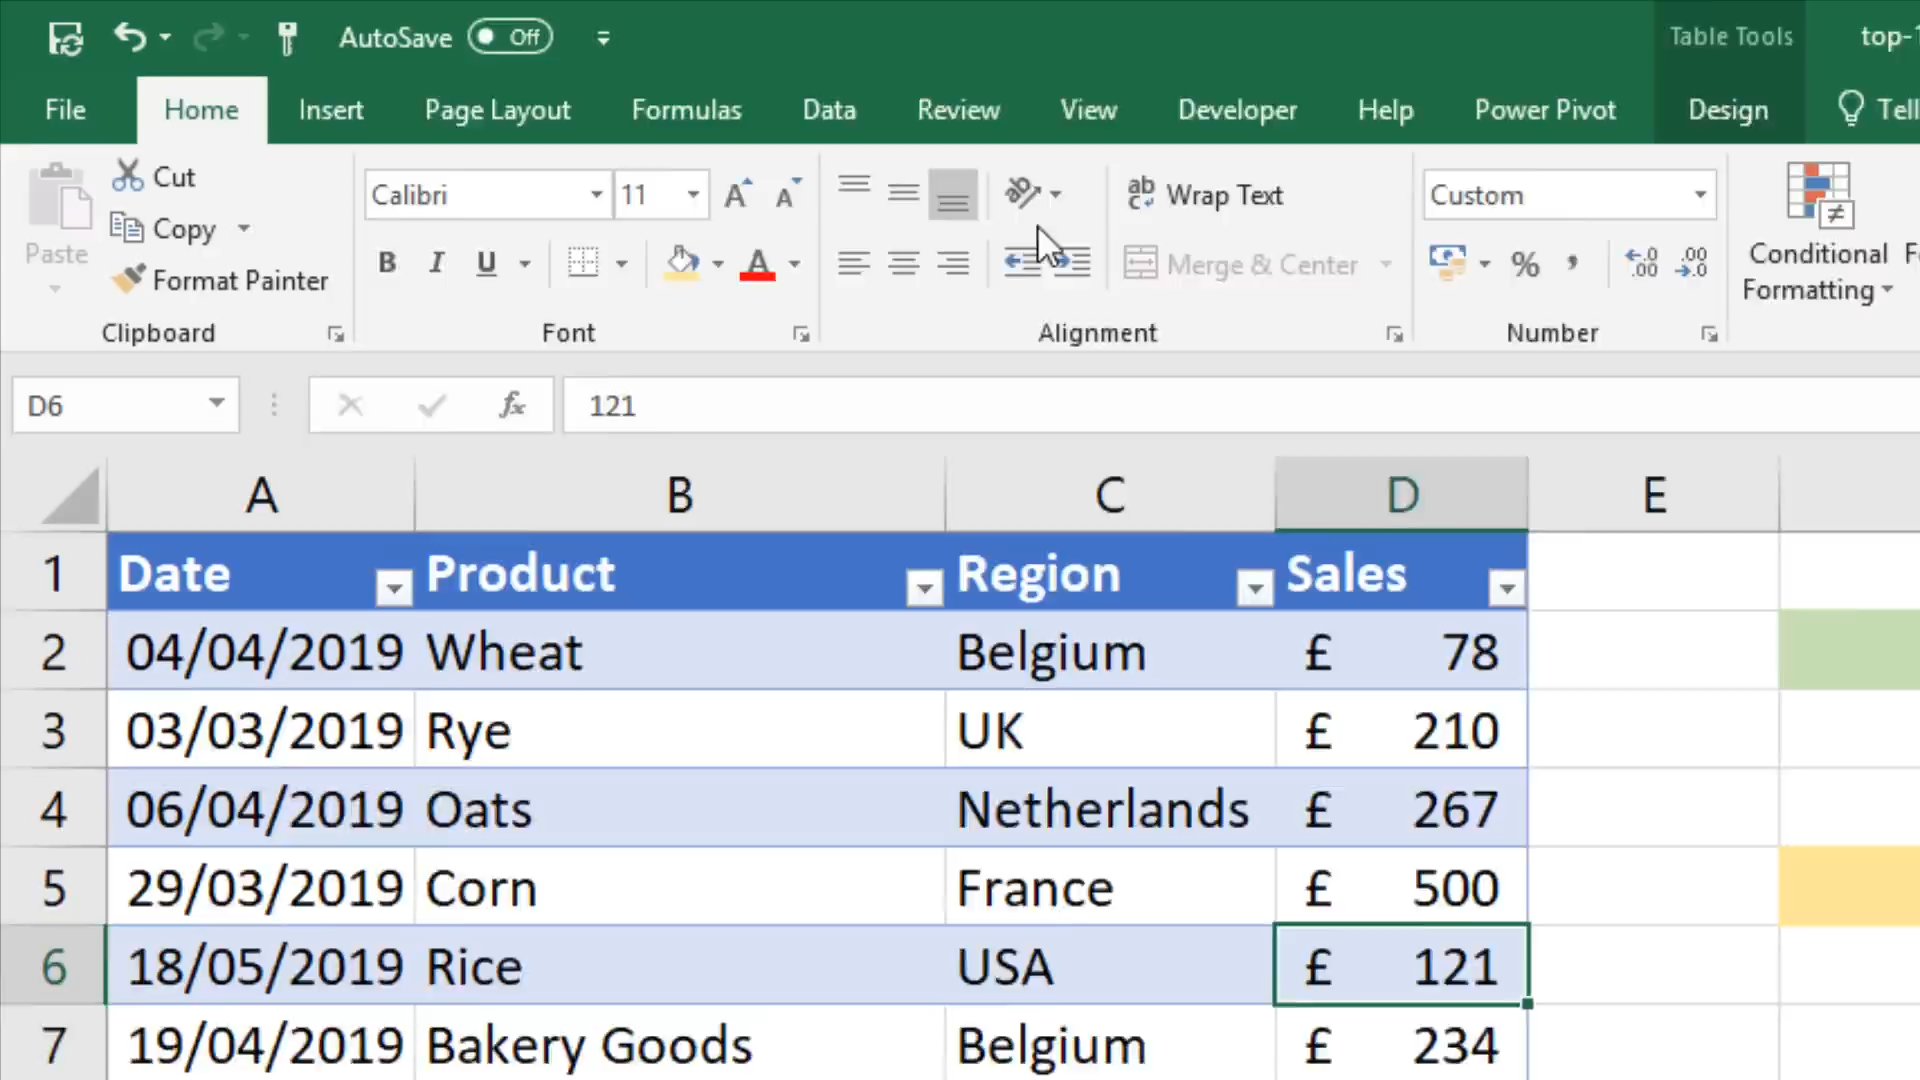 AutoSave Off
Table Tools
top-1
File Home Insert Page Layout Formulas Data Review View Developer Help Power Pivot Design Tell
Cut
Calibri 11 Wrap Text Custom
Copy
Paste
B I U A Merge & Center % , .00 .00
Conditional Formatting
Format Painter
Clipboard Font Alignment Number
D6 fx 121
A B C D E
1 Date Product Region Sales
2 04/04/2019 Wheat Belgium £ 78
3 03/03/2019 Rye UK £ 210
4 06/04/2019 Oats Netherlands £ 267
5 29/03/2019 Corn France £ 500
6 18/05/2019 Rice USA £ 121
7 19/04/2019 Bakery Goods Belgium £ 234